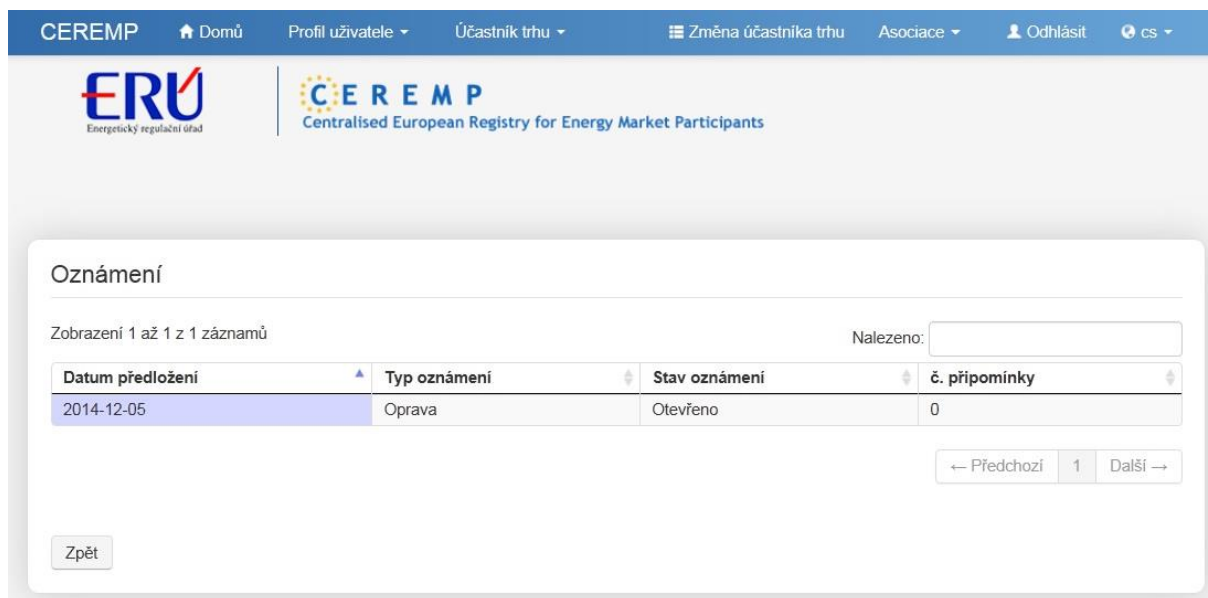 CEREMP Domů Profil uživatele Účastník trhu Změna účastníka trhu Asociace Odhlásit cs
ERÚ
Energetický regulační úřad
CEREMP
Centralised European Registry for Energy Market Participants
Oznámení
Zobrazení 1 až 1 z 1 záznamů
Nalezeno:
Datum předložení Typ oznámení Stav oznámení č. připomínky
2014-12-05 Oprava Otevřeno 0
← Předchozí 1 Další →
Zpět